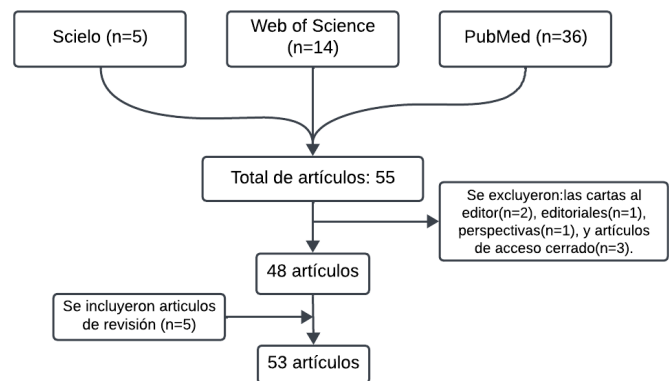 Scielo (n=5)
Web of Science
(n=14)
PubMed (n=36)
Total de artículos: 55
Se excluyeron:las cartas al
editor(n=2), editoriales(n=1),
perspectivas(n=1), y artículos
de acceso cerrado(n=3).
48 artículos
Se incluyeron articulos
de revisión (n=5)
53 artículos